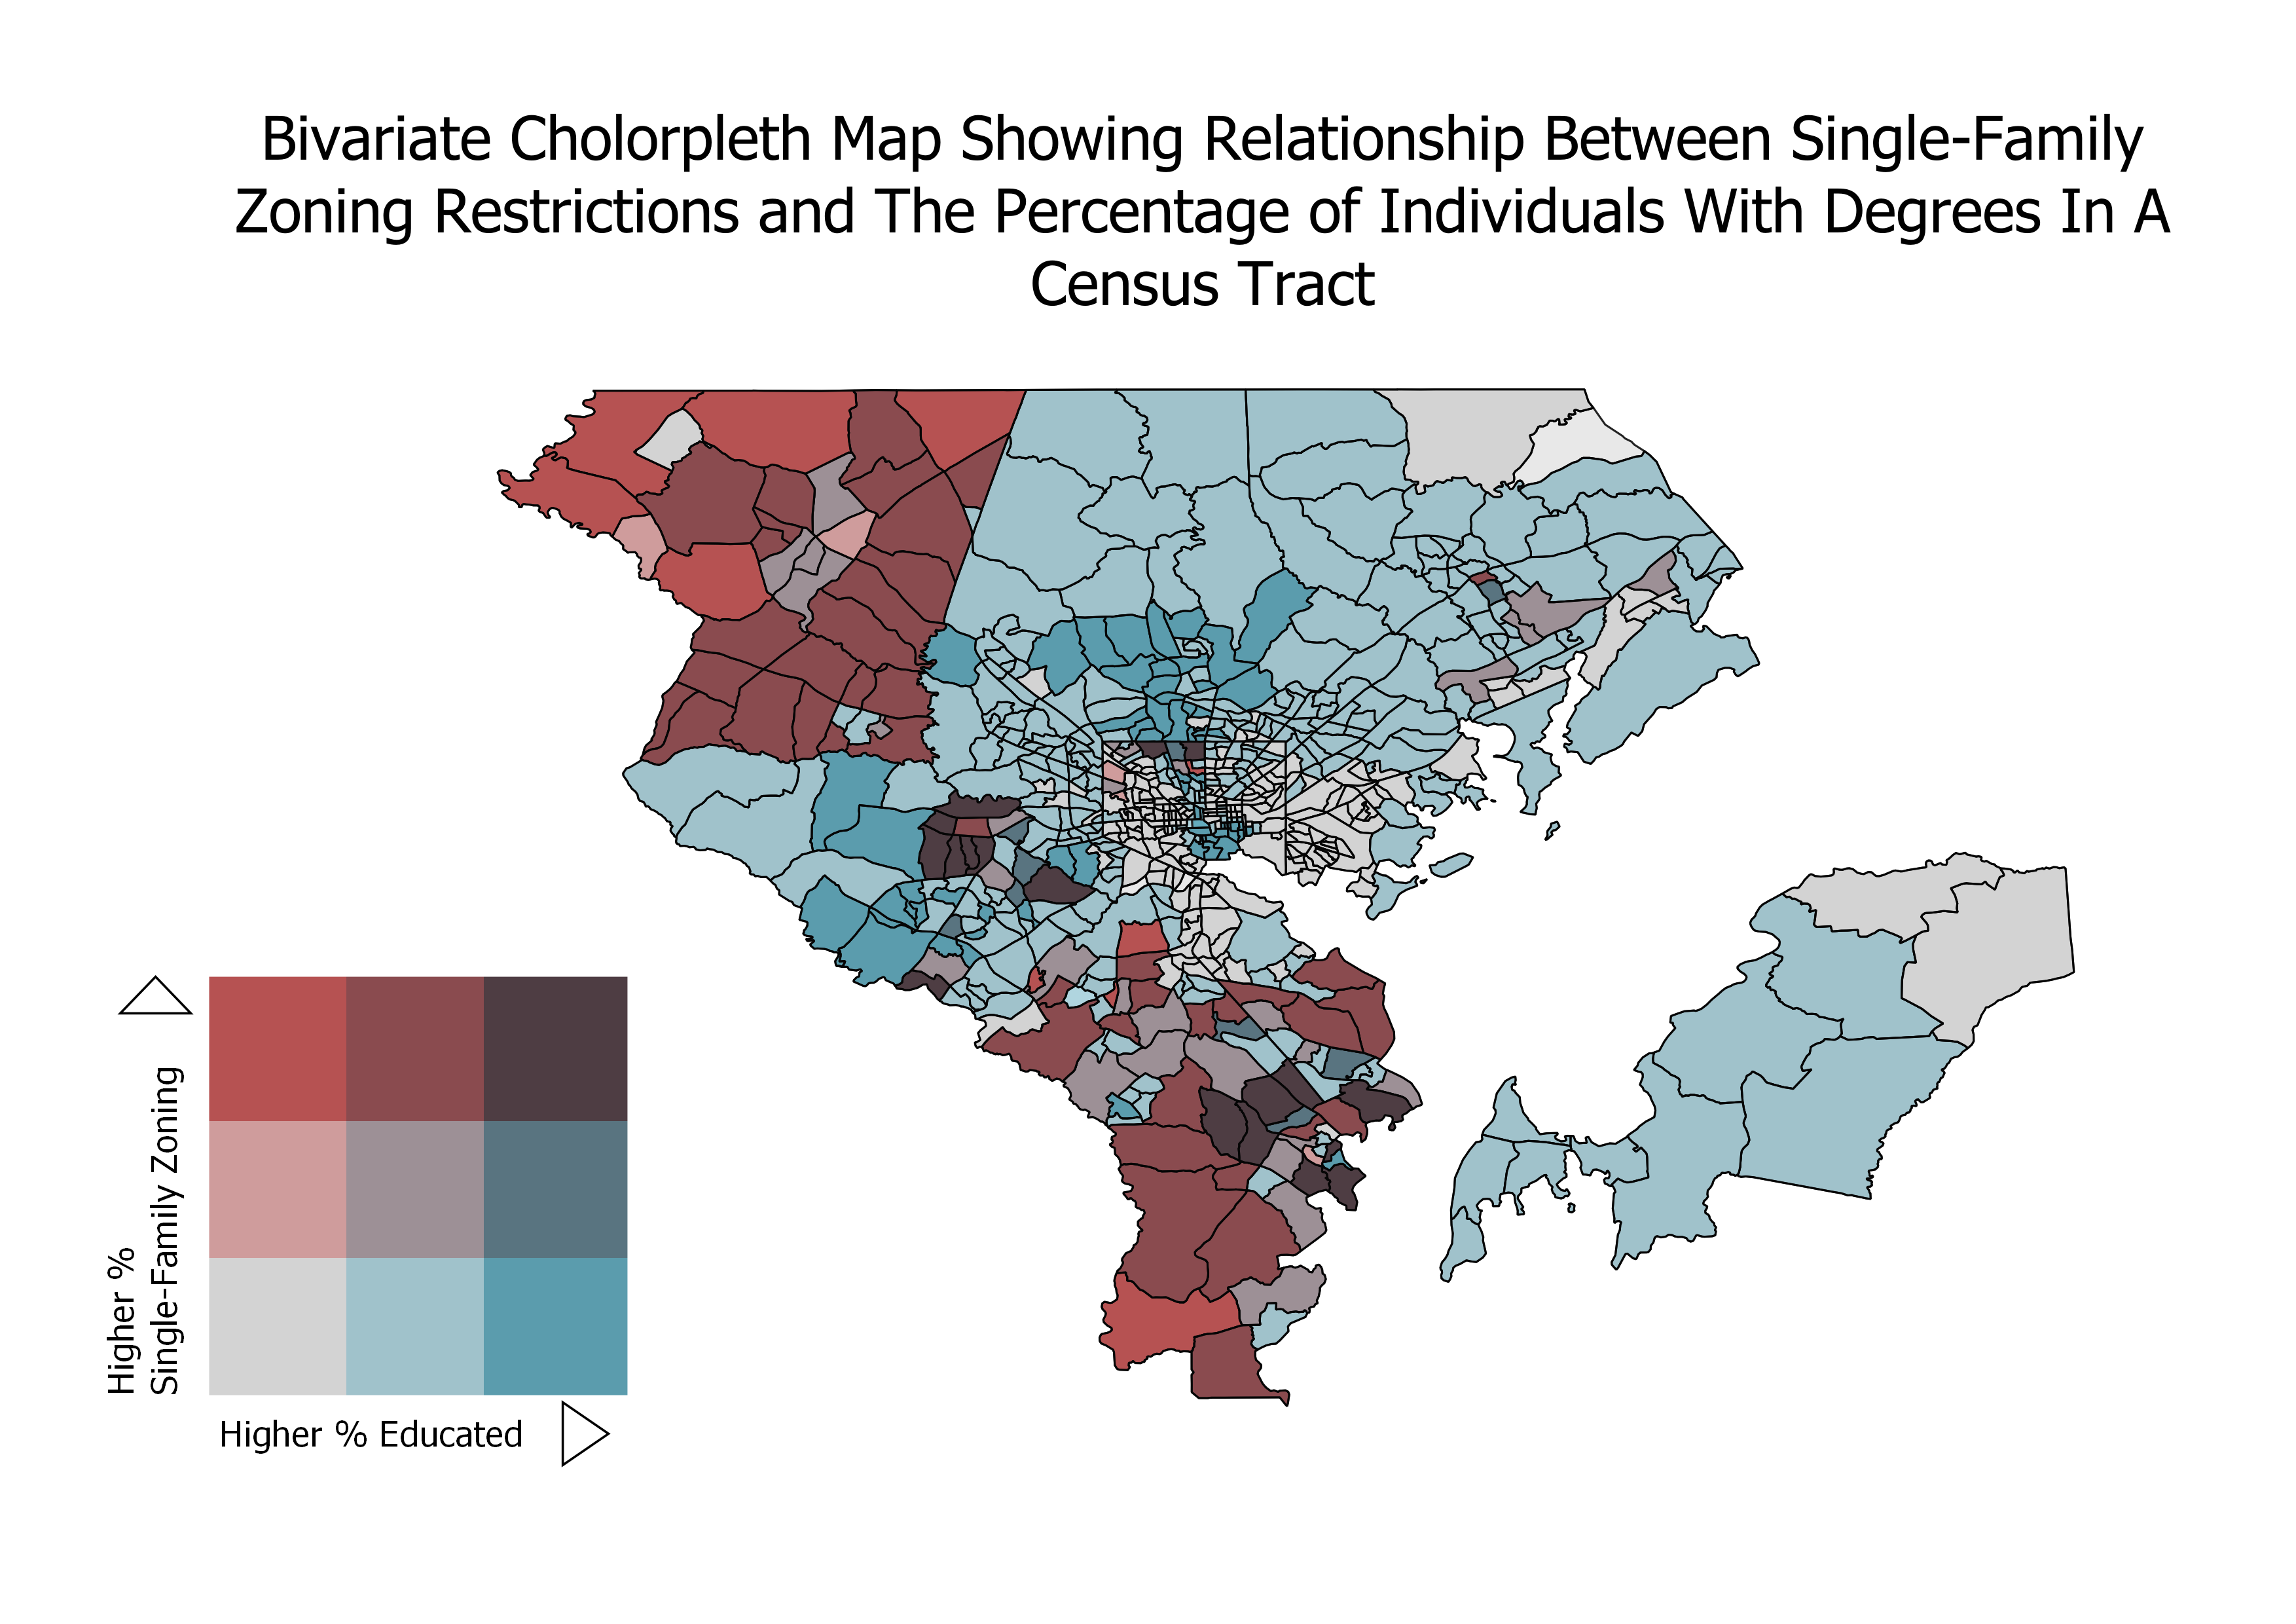 Bivariate Cholorpleth Map Showing Relationship Between Single-Family
Zoning Restrictions and The Percentage of Individuals With Degrees In A
Census Tract
Higher %
Single-Family Zoning
Higher % Educated